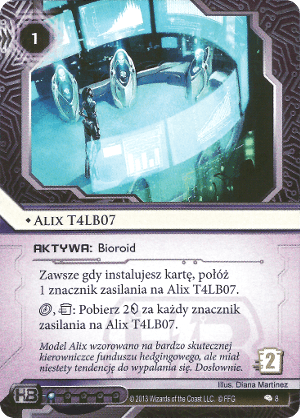 1
ALIX T4LB07
AKTYWA: Bioroid
Zawsze gdy instalujesz kartę, połóż
1 znacznik zasilania na Alix T4LB07.
, : Pobierz 2 za każdy znacznik
zasilania na Alix T4LB07.
Model Alix wzorowano na bardzo skutecznej
kierowniczce funduszu hedgingowego, ale miał
niestety tendencję do wypalania się. Dosłownie.
2
Illus. Diana Martinez
HB
© 2013 Wizards of the Coast LLC. © FFG
8